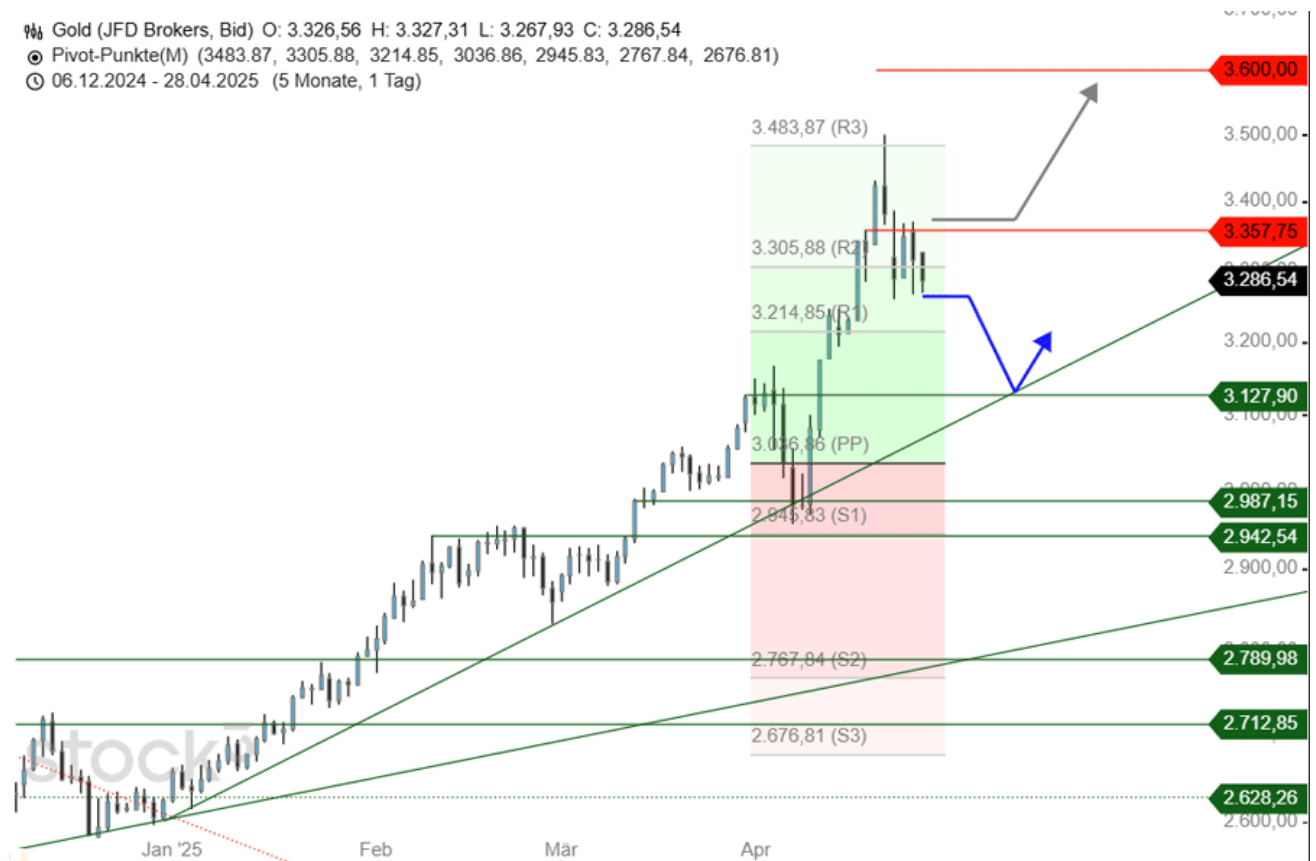 Gold (JFD Brokers, Bid) O: 3.326,56 H: 3.327,31 L: 3.267,93 C: 3.286,54
Pivot-Punkte(M) (3483.87, 3305.88, 3214.85, 3036.86, 2945.83, 2767.84, 2676.81)
06.12.2024 - 28.04.2025 (5 Monate, 1 Tag)
3.600,00
3.483,87 (R3)
3.500,00
3.400,00
3.357,75
3.305,88 (R2)
3.286,54
3.214,85 (R1)
3.200,00
3.127,90
3.100,00
3.036,86 (PP)
2.987,15
2.945,83 (S1)
2.942,54
2.900,00
2.767,84 (S2)
2.789,98
2.712,85
2.676,81 (S3)
stock3
2.628,26
2.600,00
Jan '25 Feb Mär Apr